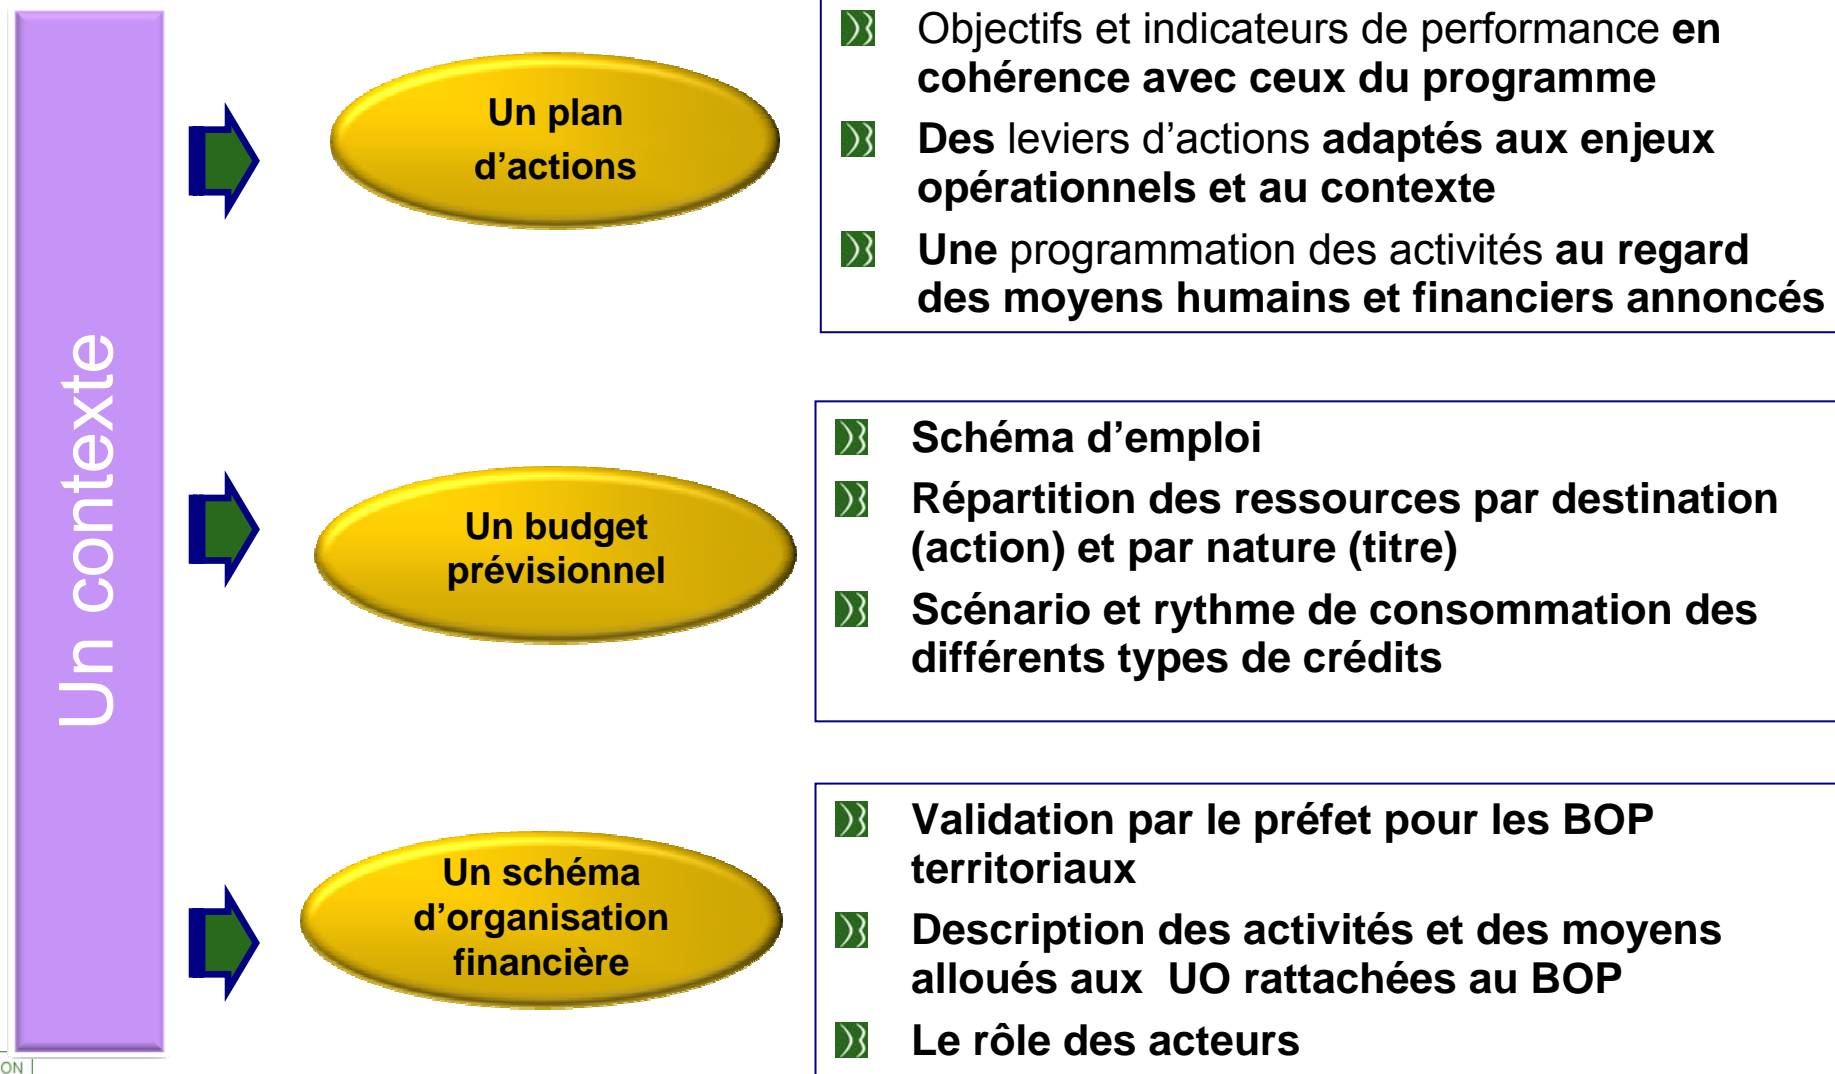 Un contexte
Un plan
d’actions
Objectifs et indicateurs de performance en
cohérence avec ceux du programme
Des leviers d’actions adaptés aux enjeux
opérationnels et au contexte
Une programmation des activités au regard
des moyens humains et financiers annoncés
Un budget
prévisionnel
Schéma d’emploi
Répartition des ressources par destination
(action) et par nature (titre)
Scénario et rythme de consommation des
différents types de crédits
Un schéma
d’organisation
financière
Validation par le préfet pour les BOP
territoriaux
Description des activités et des moyens
alloués aux UO rattachées au BOP
Le rôle des acteurs
ON